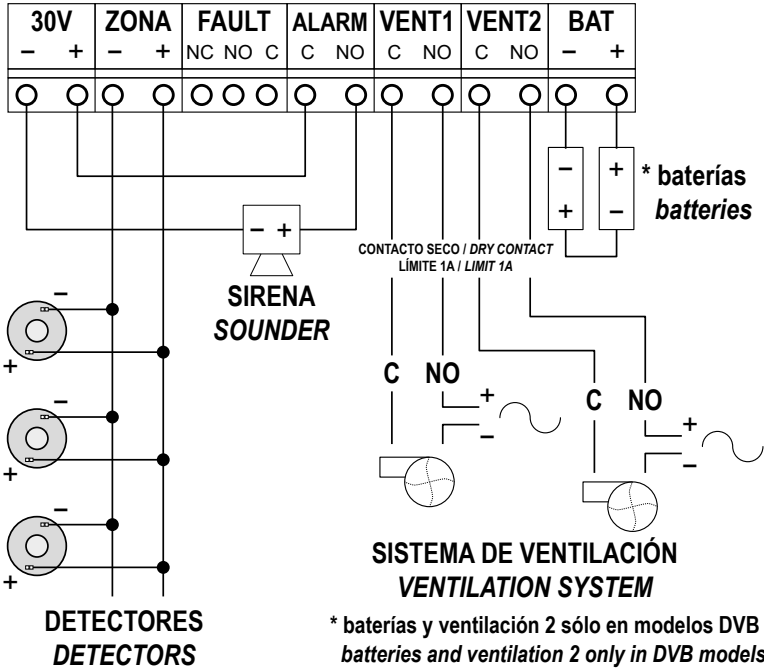 30V ZONA FAULT ALARM VENT1 VENT2 BAT
− + − + NC NO C C NO C NO C NO − +
− + * baterías
+ − batteries
− +
CONTACTO SECO / DRY CONTACT
LÍMITE 1A / LIMIT 1A
SIRENA
SOUNDER
−
+
C NO
+
−
C NO
+
−
−
+
−
+
SISTEMA DE VENTILACIÓN
VENTILATION SYSTEM
DETECTORES
DETECTORS
* baterías y ventilación 2 sólo en modelos DVB
batteries and ventilation 2 only in DVB models